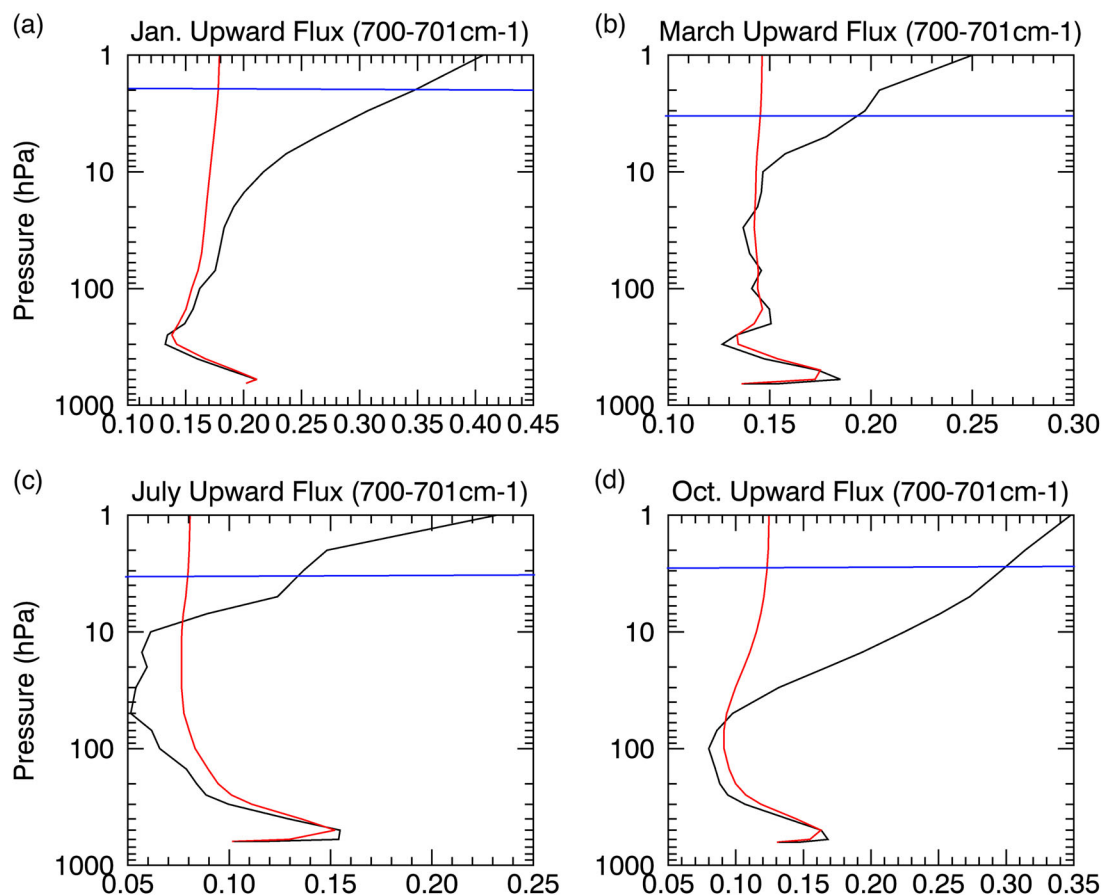 (a) Jan. Upward Flux (700-701cm-1)
1
10
100
1000
Pressure (hPa)
0.10 0.15 0.20 0.25 0.30 0.35 0.40 0.45
(b) March Upward Flux (700-701cm-1)
1
10
100
1000
0.10 0.15 0.20 0.25 0.30
(c) July Upward Flux (700-701cm-1)
1
10
100
1000
Pressure (hPa)
0.05 0.10 0.15 0.20 0.25
(d) Oct. Upward Flux (700-701cm-1)
1
10
100
1000
0.05 0.10 0.15 0.20 0.25 0.30 0.35